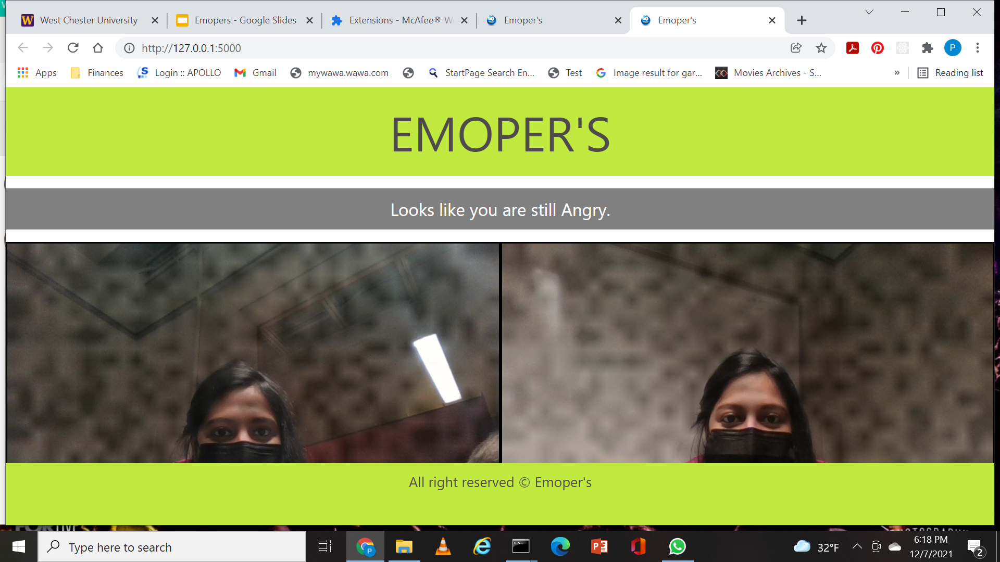 West Chester University
Emopers - Google Slides
Extensions - McAfee® W
Emoper's
Emoper's
http://127.0.0.1:5000
P
Apps
Finances
Login :: APOLLO
Gmail
mywawa.wawa.com
StartPage Search En...
Test
Image result for gar...
Movies Archives - S...
»
Reading list
EMOPER'S
Looks like you are still Angry.
All right reserved © Emoper's
Type here to search
32°F
6:18 PM
12/7/2021
2